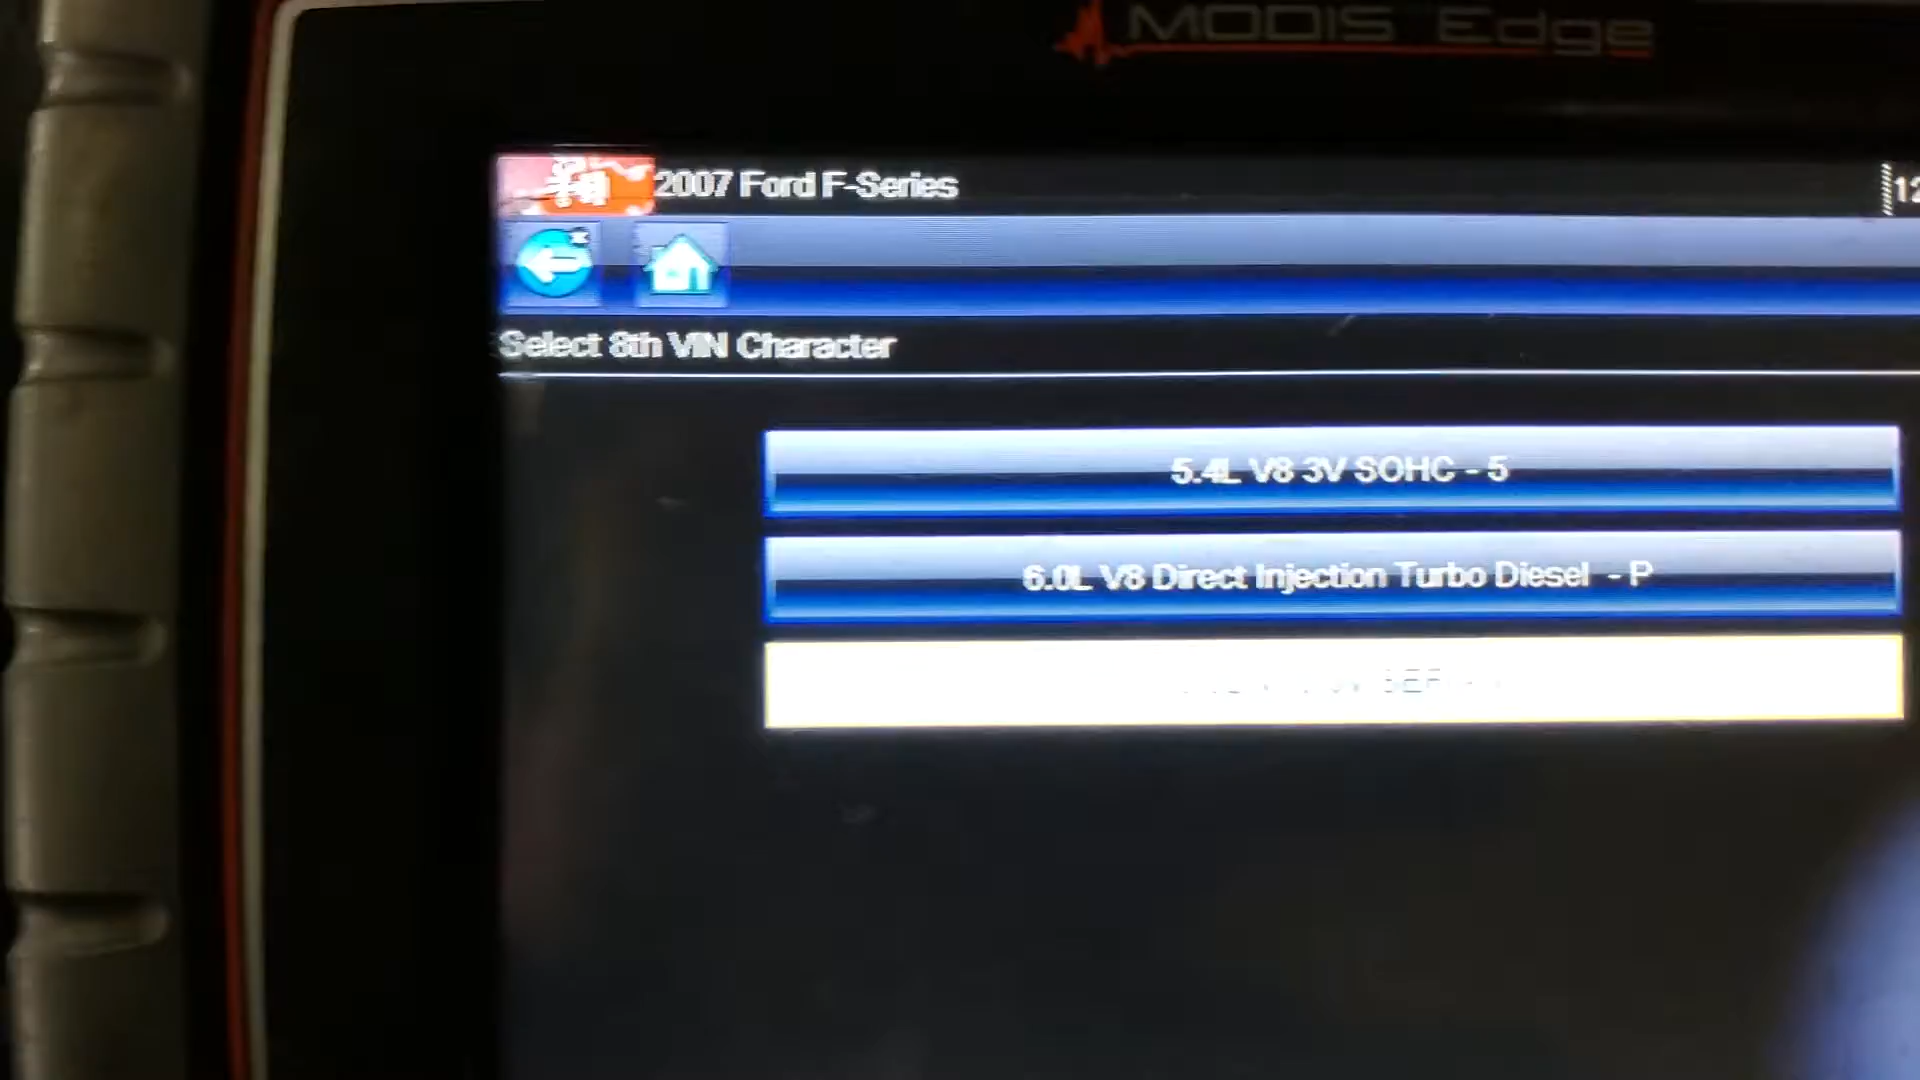 MODIS Edge
2007 Ford F-Series
12
Select 8th VIN Character
5.4L V8 3V SOHC - 5
6.0L V8 Direct Injection Turbo Diesel - P